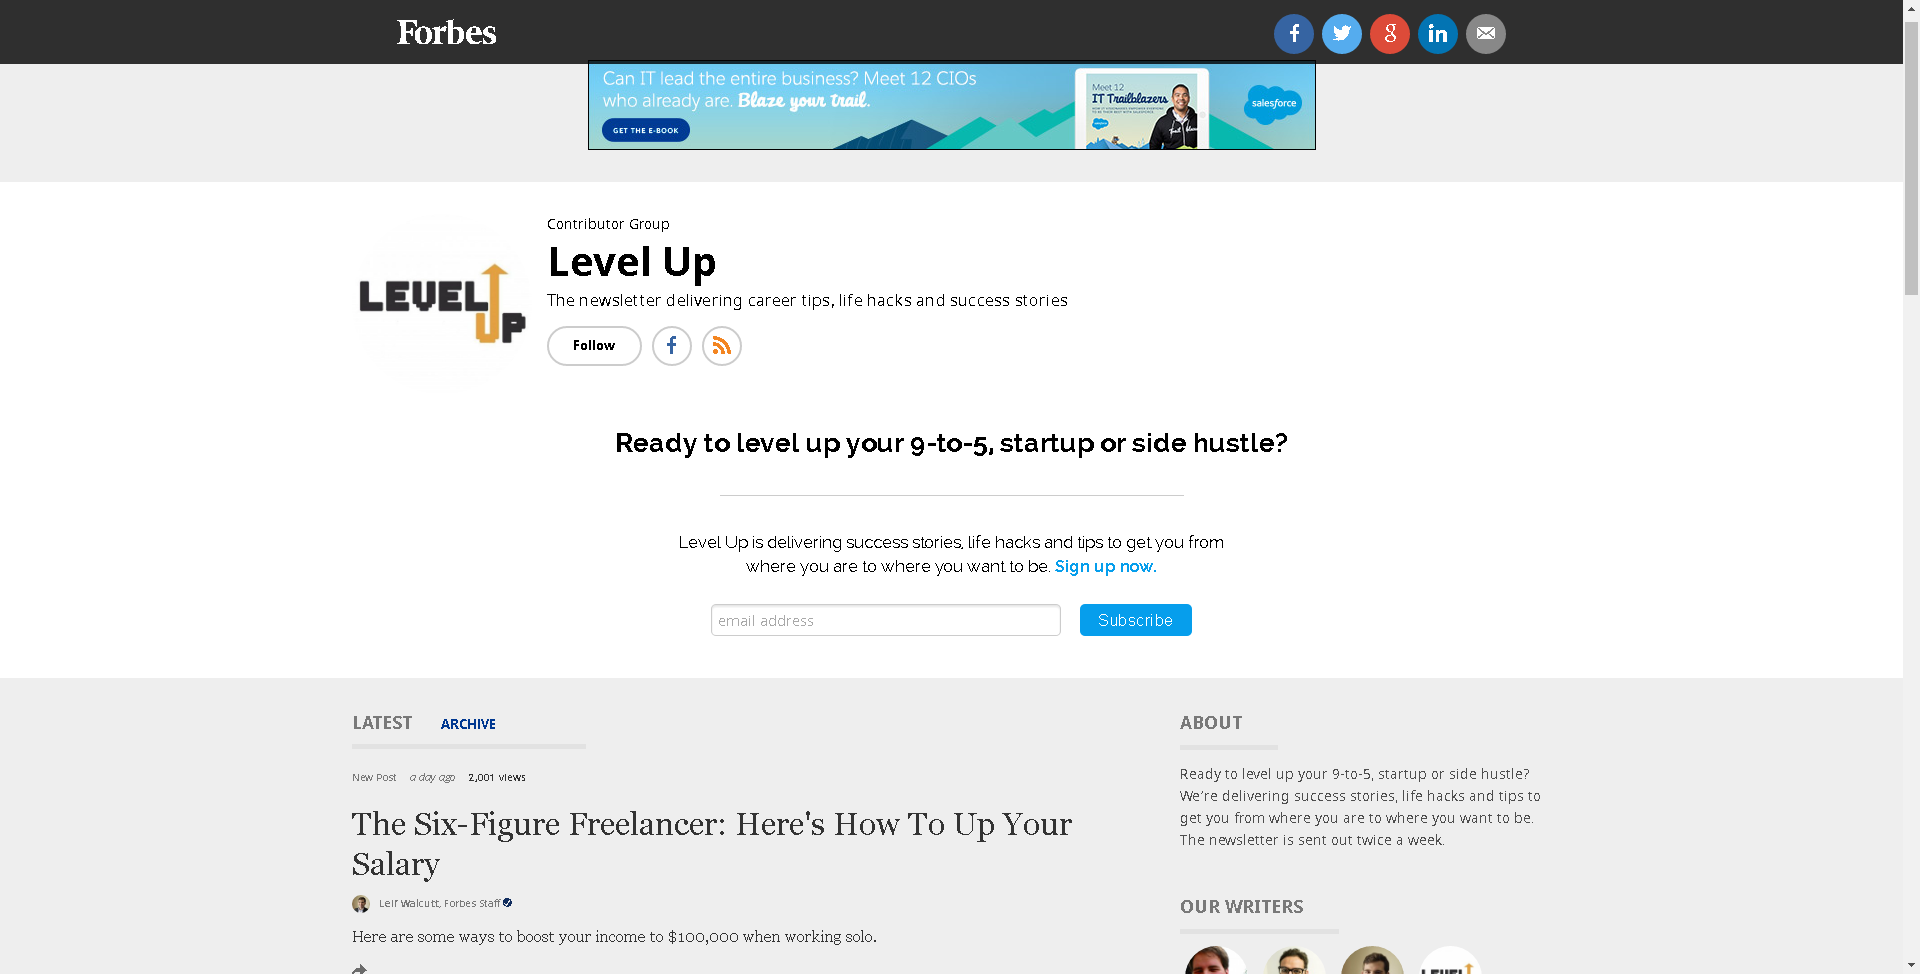 Forbes
Can IT lead the entire business? Meet 12 CIOs
who already are. Blaze your trail.
GET THE E-BOOK
Meet 12
IT Trailblazers
salesforce
Contributor Group
Level Up
The newsletter delivering career tips, life hacks and success stories
LEVEL UP
Follow
Ready to level up your 9-to-5, startup or side hustle?
Level Up is delivering success stories, life hacks and tips to get you from
where you are to where you want to be. Sign up now.
email address
Subscribe
LATEST
ARCHIVE
New Post a day ago 2,001 views
The Six-Figure Freelancer: Here's How To Up Your
Salary
Leif Walcutt, Forbes Staff
Here are some ways to boost your income to $100,000 when working solo.
ABOUT
Ready to level up your 9-to-5, startup or side hustle?
We're delivering success stories, life hacks and tips to
get you from where you are to where you want to be.
The newsletter is sent out twice a week.
OUR WRITERS
LEVEL